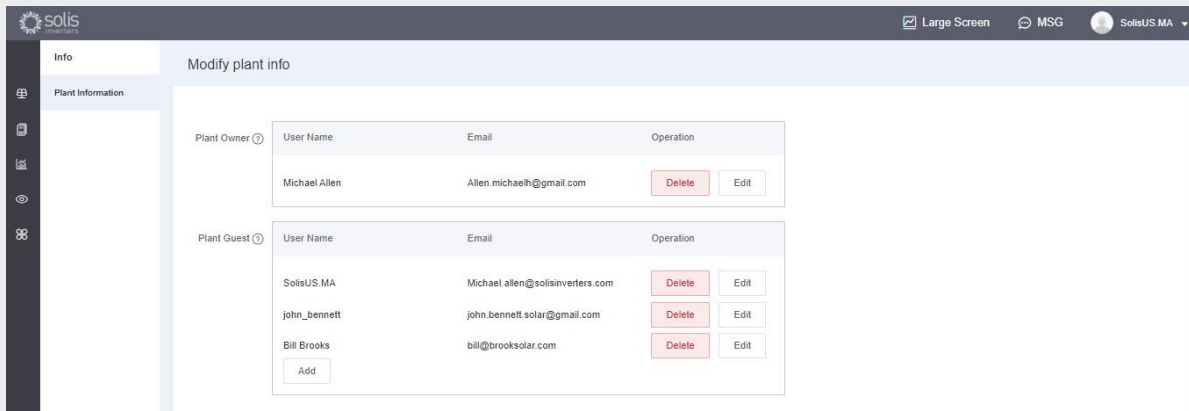 solis
inverters
Large Screen
MSG
SolisUS.MA
Info
Plant Information
Modify plant info
Plant Owner ?
User Name Email Operation
Michael Allen Allen.michaelh@gmail.com Delete Edit
Plant Guest ?
User Name Email Operation
SolisUS.MA Michael.allen@solisinverters.com Delete Edit
john_bennett john.bennett.solar@gmail.com Delete Edit
Bill Brooks bill@brooksolar.com Delete Edit
Add